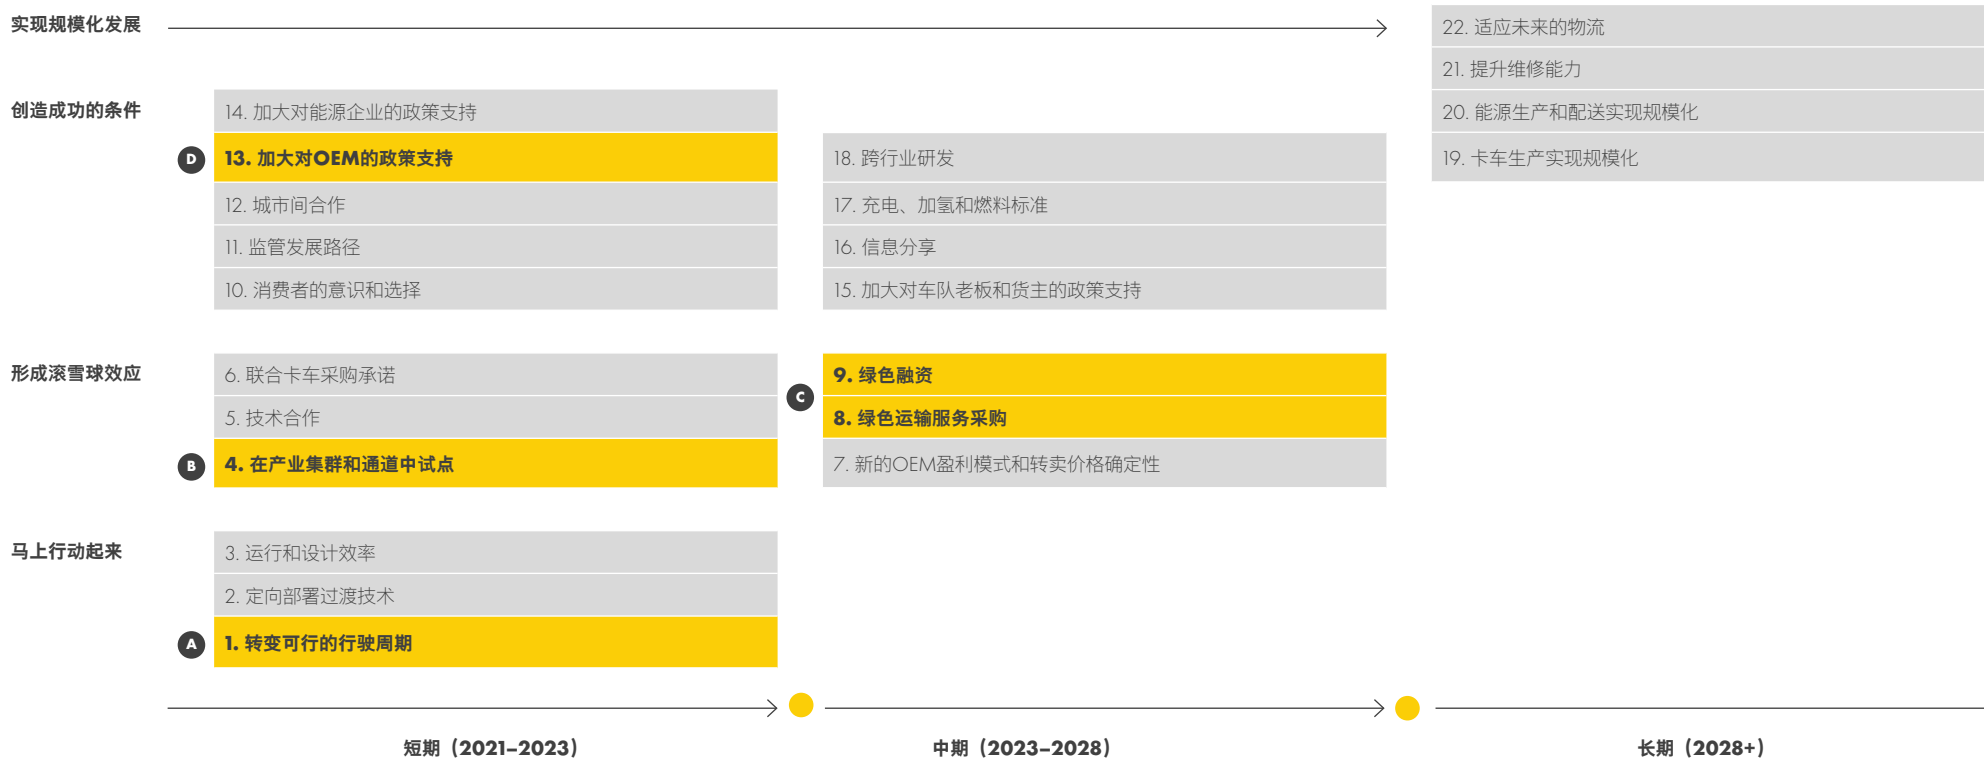 实现规模化发展
22. 适应未来的物流
21. 提升维修能力
20. 能源生产和配送实现规模化
19. 卡车生产实现规模化
创造成功的条件
14. 加大对能源企业的政策支持
D
13. 加大对OEM的政策支持
12. 城市间合作
11. 监管发展路径
10. 消费者的意识和选择
18. 跨行业研发
17. 充电、加氢和燃料标准
16. 信息分享
15. 加大对车队老板和货主的政策支持
形成滚雪球效应
6. 联合卡车采购承诺
5. 技术合作
B
4. 在产业集群和通道中试点
C
9. 绿色融资
8. 绿色运输服务采购
7. 新的OEM盈利模式和转卖价格确定性
马上行动起来
3. 运行和设计效率
2. 定向部署过渡技术
A
1. 转变可行的行驶周期
短期（2021–2023）
中期（2023–2028）
长期（2028+）